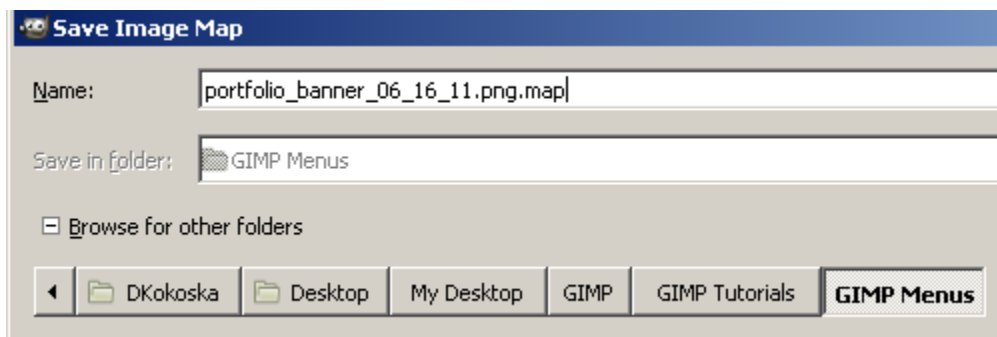 Save Image Map
Name: portfolio_banner_06_16_11.png.map
Save in folder: GIMP Menus
Browse for other folders
DKokoska Desktop My Desktop GIMP GIMP Tutorials GIMP Menus